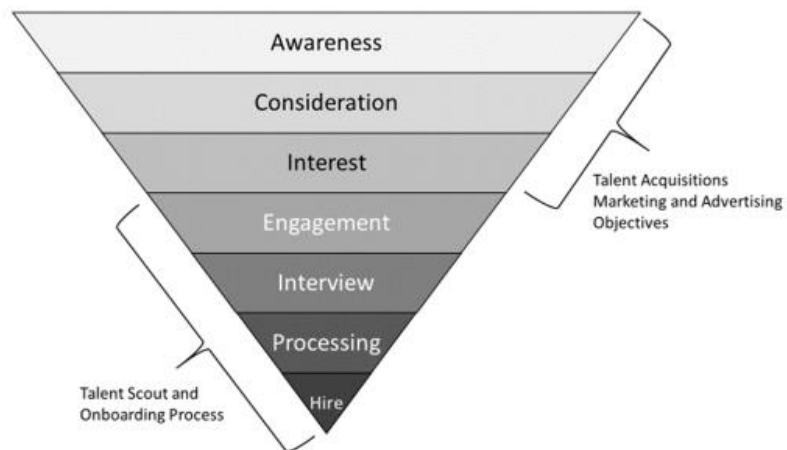 Awareness
Consideration
Interest
Talent Acquisitions
Marketing and Advertising
Objectives
Engagement
Interview
Processing
Talent Scout and
Onboarding Process
Hire